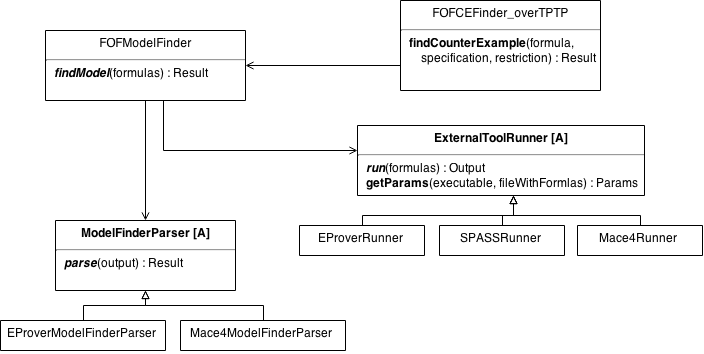 FOFCEFinder_overTPTP
findCounterExample(formula,
specification, restriction) : Result
FOFModelFinder
findModel(formulas) : Result
ExternalToolRunner [A]
run(formulas) : Output
getParams(executable, fileWithFormlas) : Params
EProverRunner
SPASSRunner
Mace4Runner
ModelFinderParser [A]
parse(output) : Result
EProverModelFinderParser
Mace4ModelFinderParser